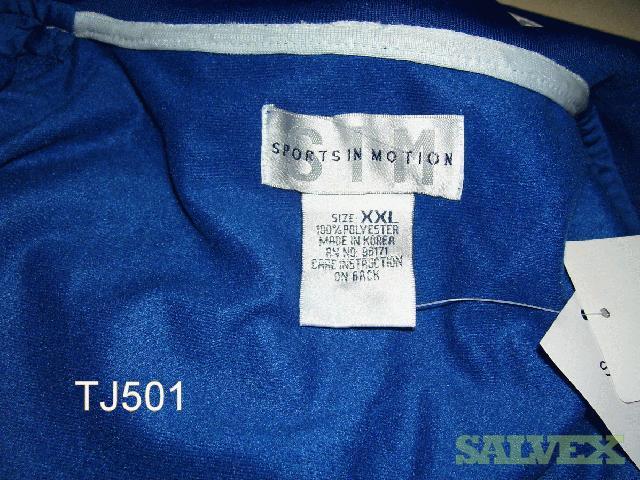 SIM
SPORTS IN MOTION
SIZE: XXL
100% POLYESTER
MADE IN KOREA
RN NO: 98171
CARE INSTRUCTION
ON BACK
TJ501
SALVEX